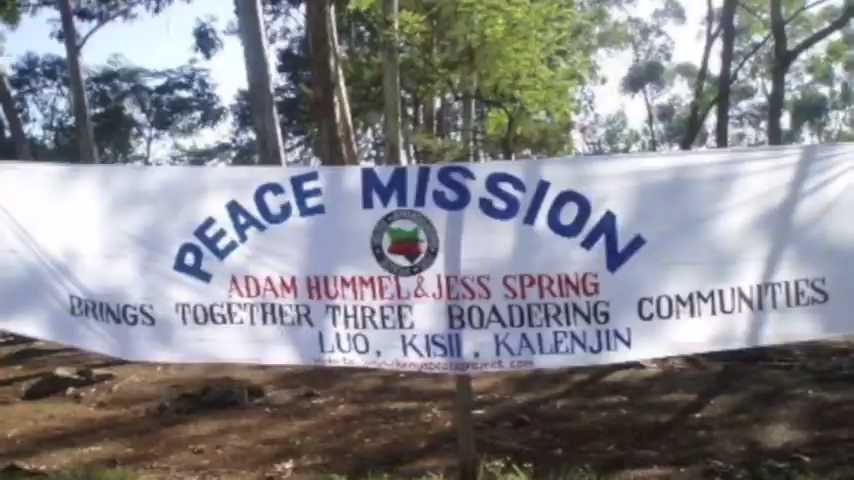 PEACE MISSION
ADAM HUMMEL & JESS SPRING
BRINGS TOGETHER THREE BOADERING COMMUNITIES
LUO, KISII, KALENJIN